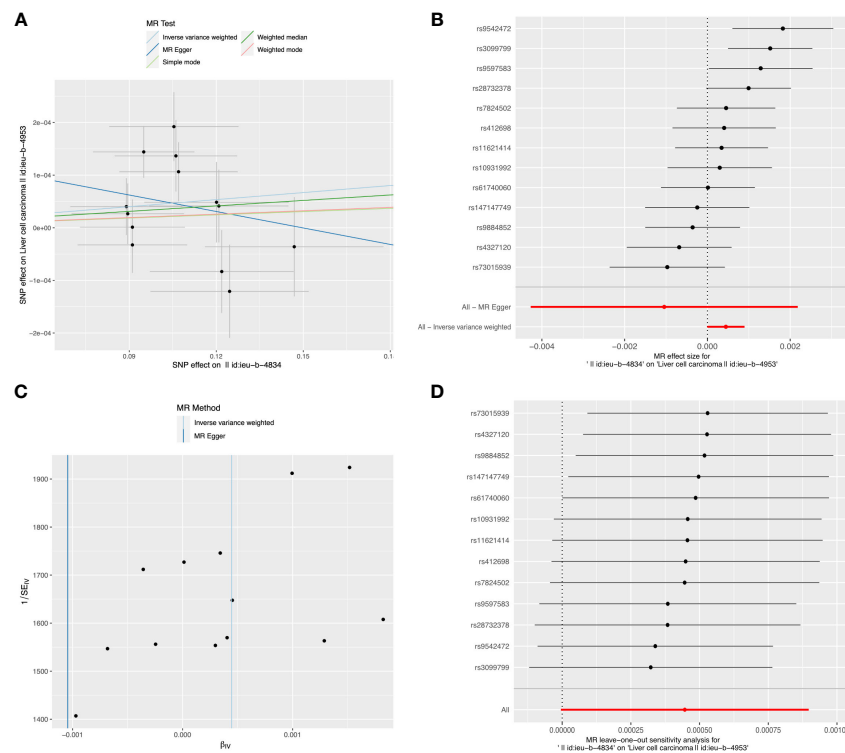 A
MR Test
Inverse variance weighted
Weighted median
MR Egger
Weighted mode
Simple mode
SNP effect on Liver cell carcinoma || id:ieu-b-4953
2e-04
1e-04
0e+00
-1e-04
-2e-04
0.09
0.12
0.15
0.1
SNP effect on || id:ieu-b-4834
B
rs9542472
rs3099799
rs9597583
rs28732378
rs7824502
rs412698
rs11621414
rs10931992
rs61740060
rs147147749
rs9884852
rs4327120
rs73015939
All - MR Egger
All - Inverse variance weighted
-0.004
-0.002
0.000
0.002
MR effect size for
' || id:ieu-b-4834' on 'Liver cell carcinoma || id:ieu-b-4953'
C
MR Method
Inverse variance weighted
MR Egger
1/SEIV
1900
1800
1700
1600
1500
1400
-0.001
0.000
0.001
βIV
D
rs73015939
rs4327120
rs9884852
rs147147749
rs61740060
rs10931992
rs11621414
rs412698
rs7824502
rs9597583
rs28732378
rs9542472
rs3099799
All
0.00000
0.00025
0.00050
0.00075
0.0010
MR leave-one-out sensitivity analysis for
' || id:ieu-b-4834' on 'Liver cell carcinoma || id:ieu-b-4953'